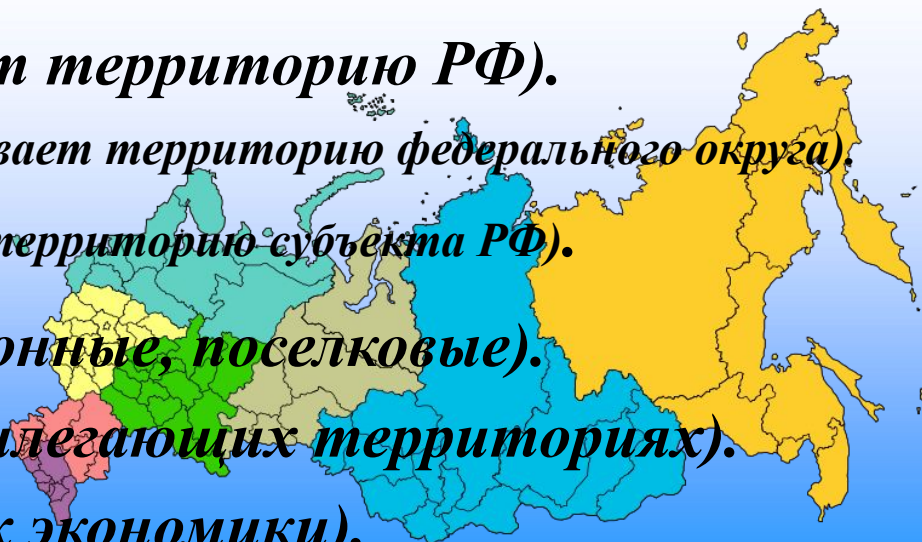 т территорию РФ).
вает территорию федерального округа).
территорию субъекта РФ).
онные, поселковые).
илегающих территориях).
к экономики).